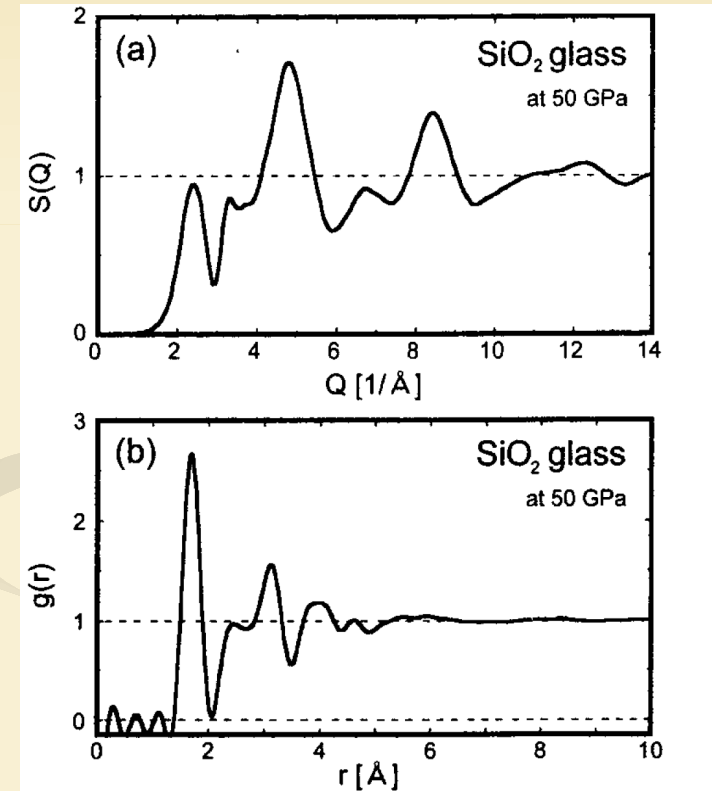 (a)
SiO₂ glass
at 50 GPa
S(Q)
2
1
0
0 2 4 6 8 10 12 14
Q [1/Å]
(b)
SiO₂ glass
at 50 GPa
g(r)
3
2
1
0
0 2 4 6 8 10
r [Å]